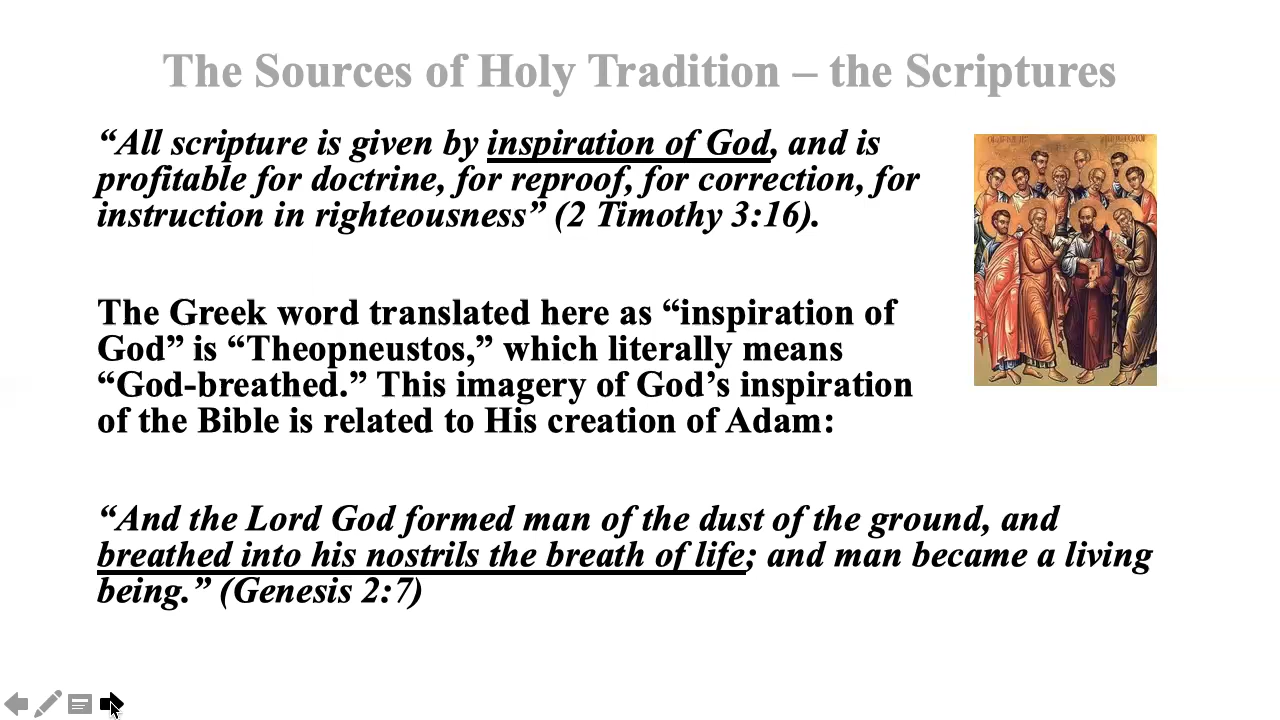 The Sources of Holy Tradition – the Scriptures
“All scripture is given by inspiration of God, and is
profitable for doctrine, for reproof, for correction, for
instruction in righteousness” (2 Timothy 3:16).
The Greek word translated here as “inspiration of
God” is “Theopneustos,” which literally means
“God-breathed.” This imagery of God’s inspiration
of the Bible is related to His creation of Adam:
“And the Lord God formed man of the dust of the ground, and
breathed into his nostrils the breath of life; and man became a living
being.” (Genesis 2:7)